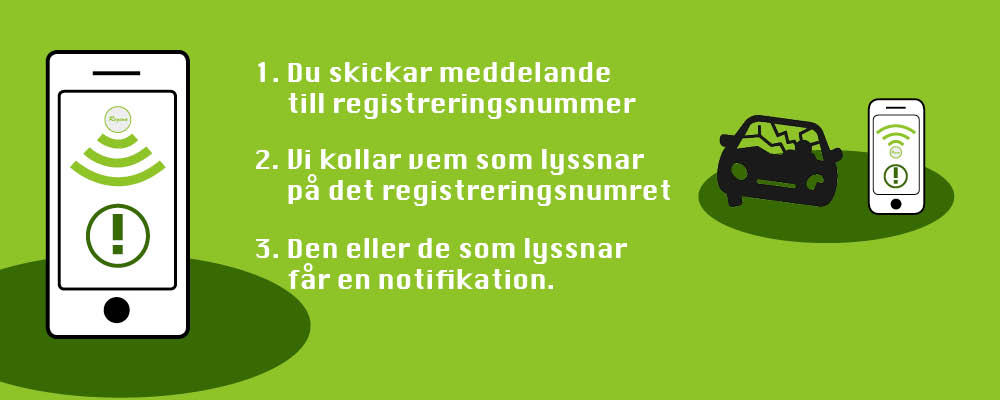 Regina
1. Du skickar meddelande
till registreringsnummer
2. Vi kollar vem som lyssnar
på det registreringsnumret
3. Den eller de som lyssnar
får en notifikation.